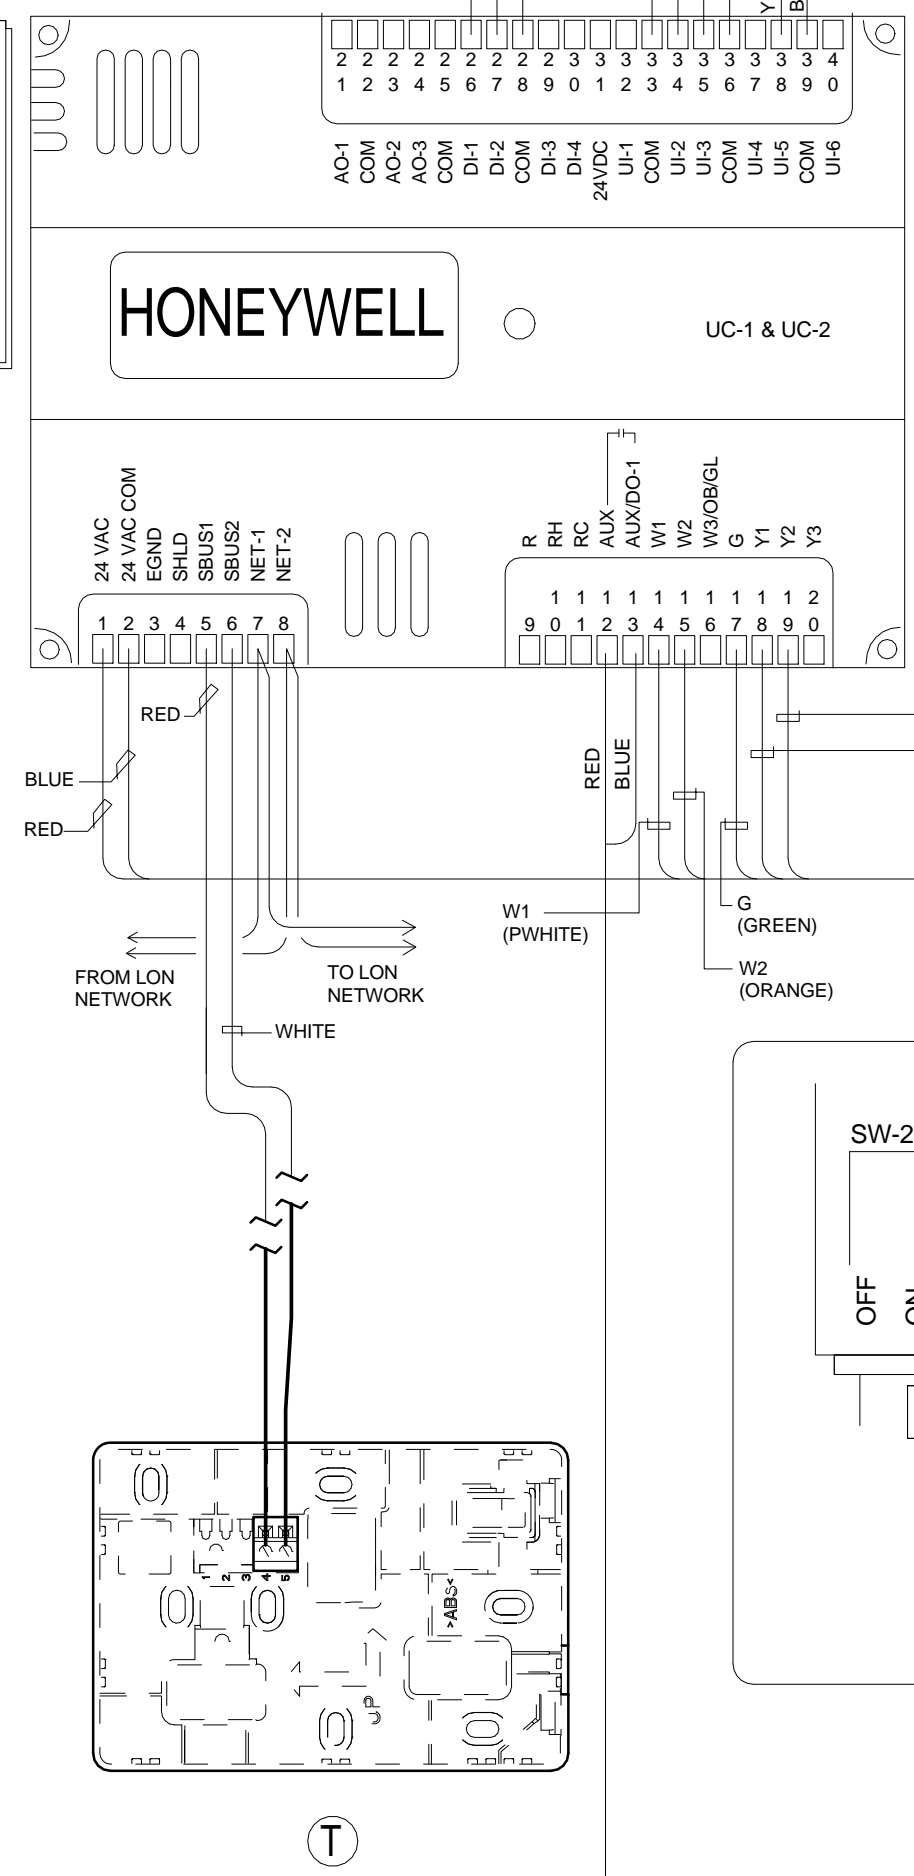 Y
B
2 2 2 2 2 2 2 2 2 3 3 3 3 3 3 3 3 3 3 4
1 2 3 4 5 6 7 8 9 0 1 2 3 4 5 6 7 8 9 0
AO-1
COM
AO-2
AO-3
COM
DI-1
DI-2
COM
DI-3
DI-4
24VDC
UI-1
COM
UI-2
UI-3
COM
UI-4
UI-5
COM
UI-6
HONEYWELL
UC-1 & UC-2
24 VAC
24 VAC COM
EGND
SHLD
SBUS1
SBUS2
NET-1
NET-2
1 2 3 4 5 6 7 8
R
RH
RC
AUX
AUX/DO-1
W1
W2
W3/OB/GL
G
Y1
Y2
Y3
1 1 1 1 1 1 1 1 1 1 2
9 0 1 2 3 4 5 6 7 8 9 0
RED
BLUE
RED
RED
BLUE
W1
(PWHITE)
G
(GREEN)
W2
(ORANGE)
FROM LON
NETWORK
TO LON
NETWORK
WHITE
SW-2
OFF
ON
1 2 3 4 5
>ABS<
UP
T